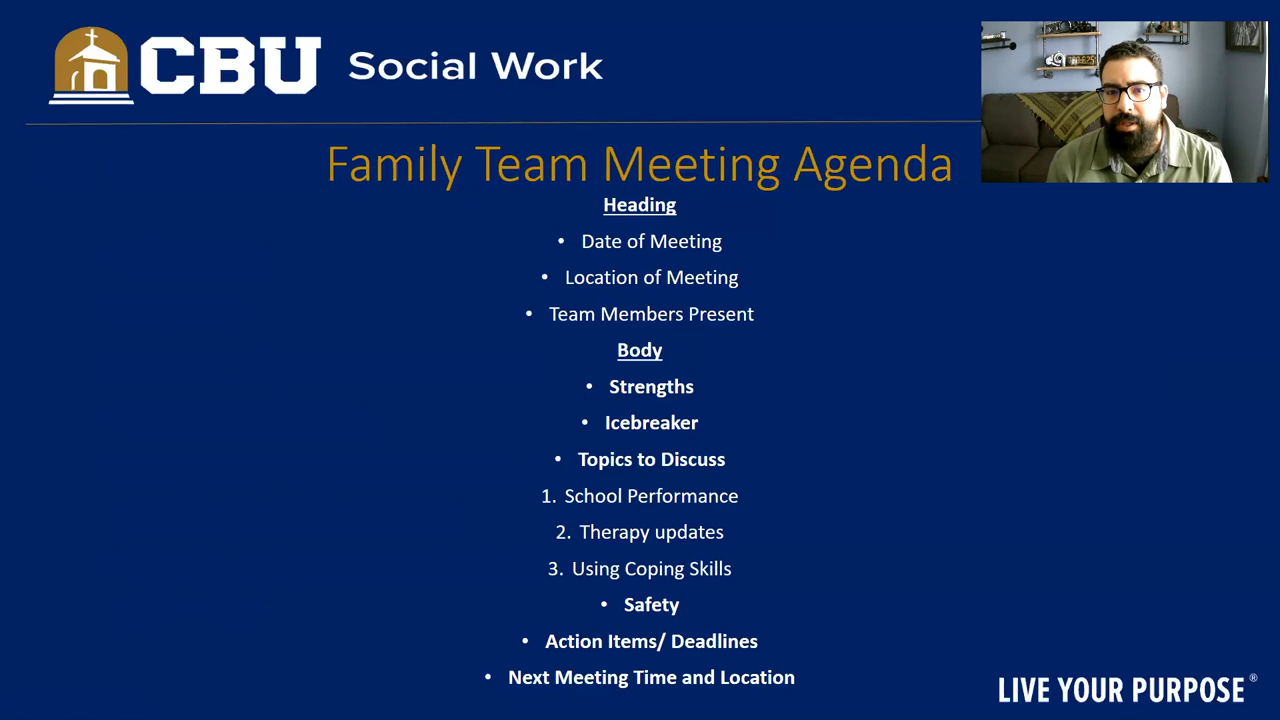 CBU Social Work
Family Team Meeting Agenda
Heading
• Date of Meeting
• Location of Meeting
• Team Members Present
Body
• Strengths
• Icebreaker
• Topics to Discuss
1. School Performance
2. Therapy updates
3. Using Coping Skills
• Safety
• Action Items/ Deadlines
• Next Meeting Time and Location
LIVE YOUR PURPOSE®